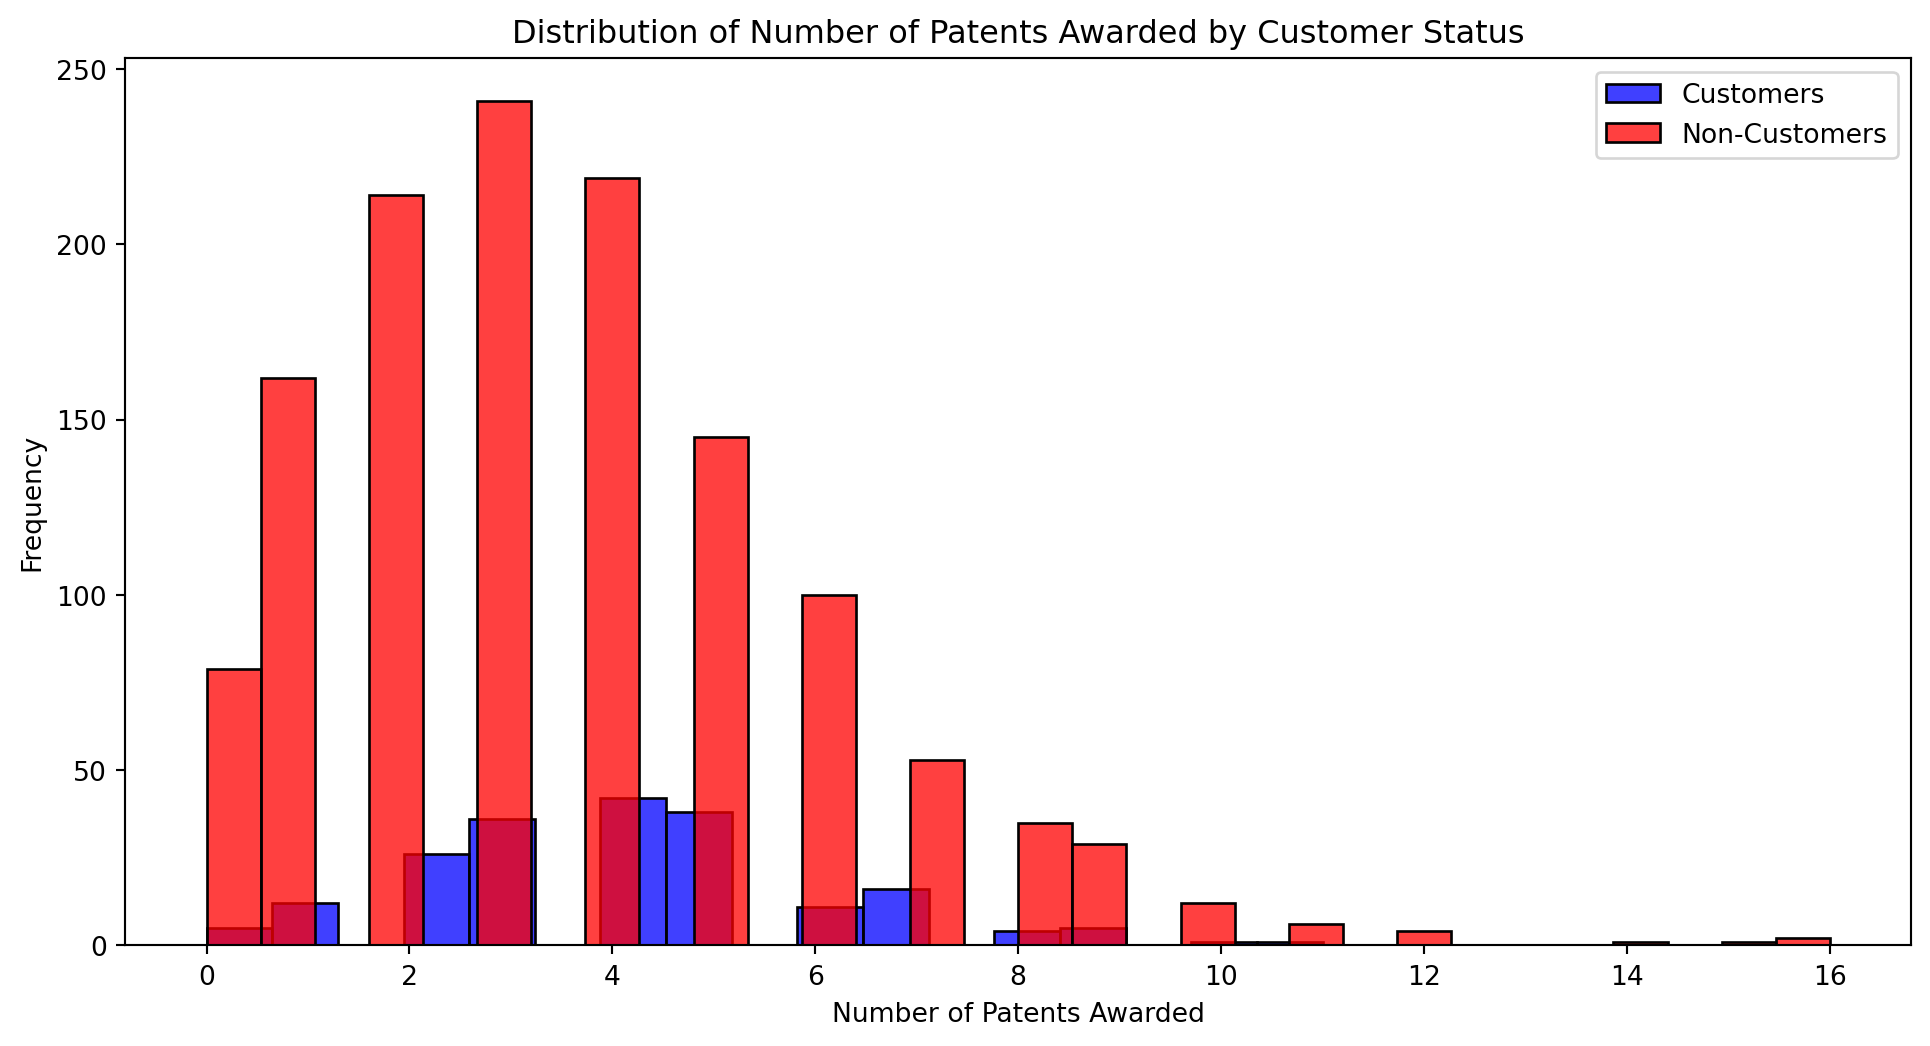 Distribution of Number of Patents Awarded by Customer Status
250
200
150
100
50
0
Frequency
Customers
Non-Customers
0 2 4 6 8 10 12 14 16
Number of Patents Awarded